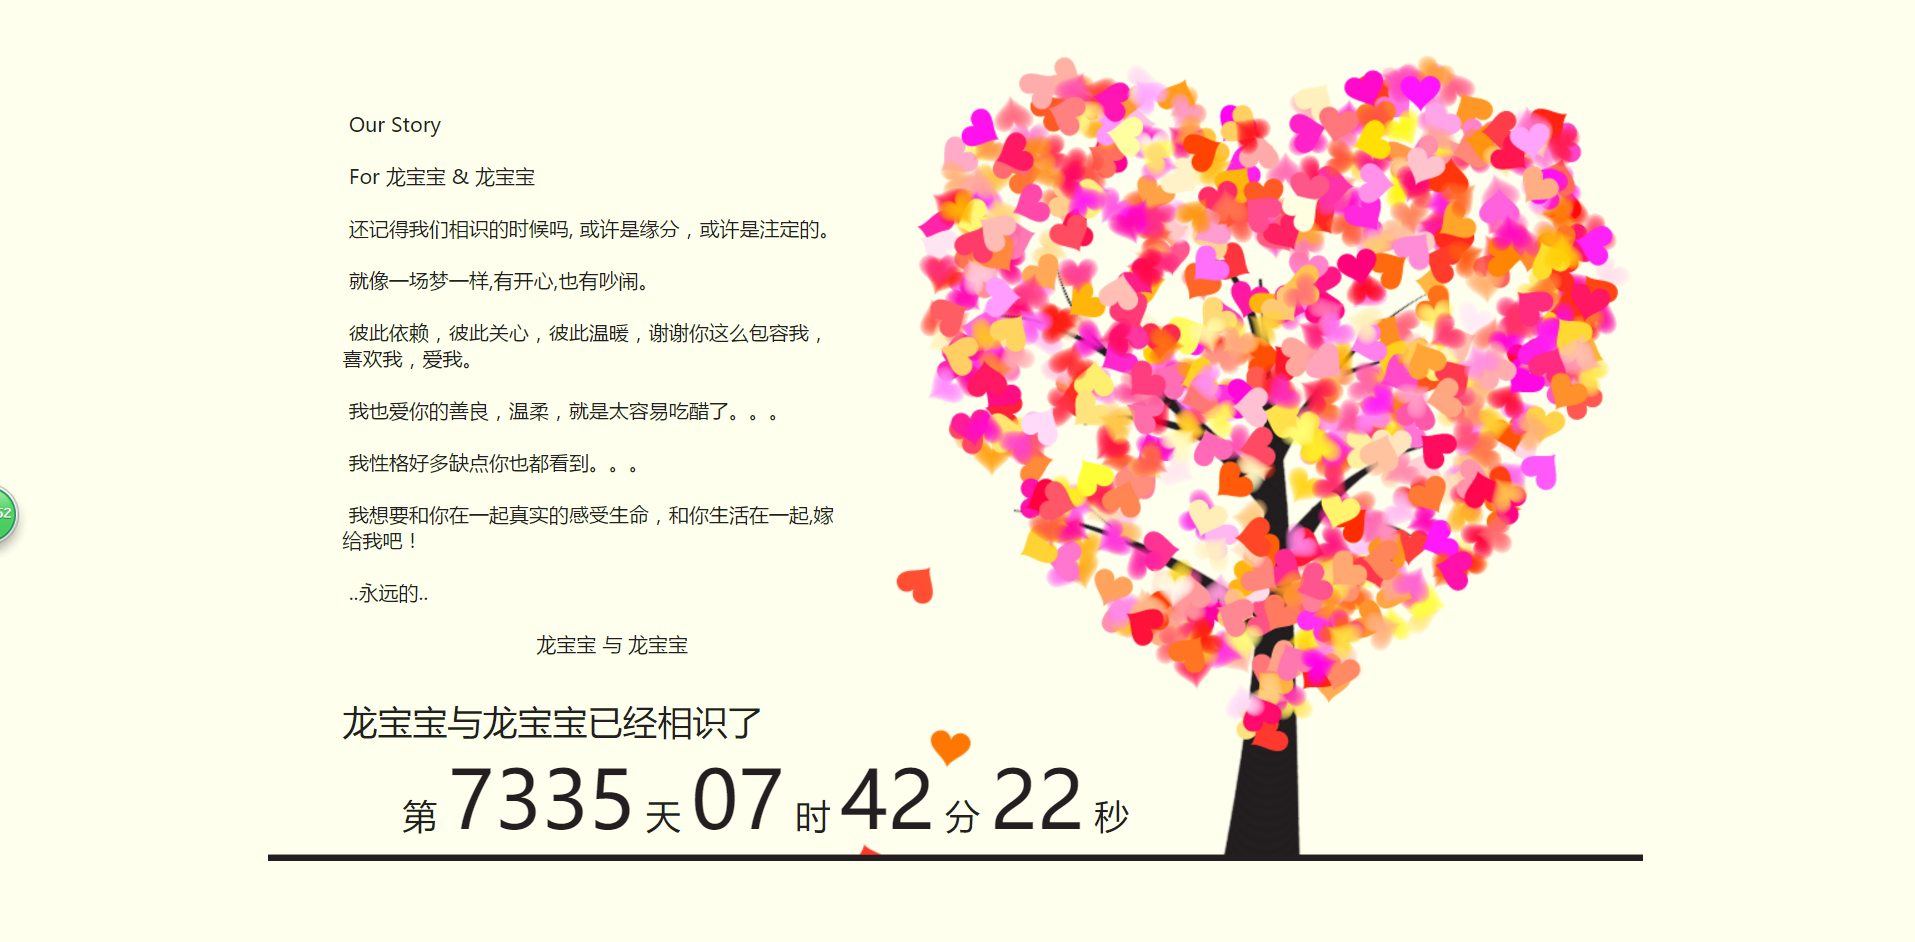 Our Story
For 龙宝宝 & 龙宝宝
还记得我们相识的时候吗, 或许是缘分，或许是注定的。
就像一场梦一样,有开心,也有吵闹。
彼此依赖，彼此关心，彼此温暖，谢谢你这么包容我，
喜欢我，爱我。
我也爱你的善良，温柔，就是太容易吃醋了。。。
我性格好多缺点你也都看到。。。
我想要和你在一起真实的感受生命，和你生活在一起,嫁
给我吧！
..永远的..
龙宝宝 与 龙宝宝
龙宝宝与龙宝宝已经相识了
第 7335 天 07 时 42 分 22 秒